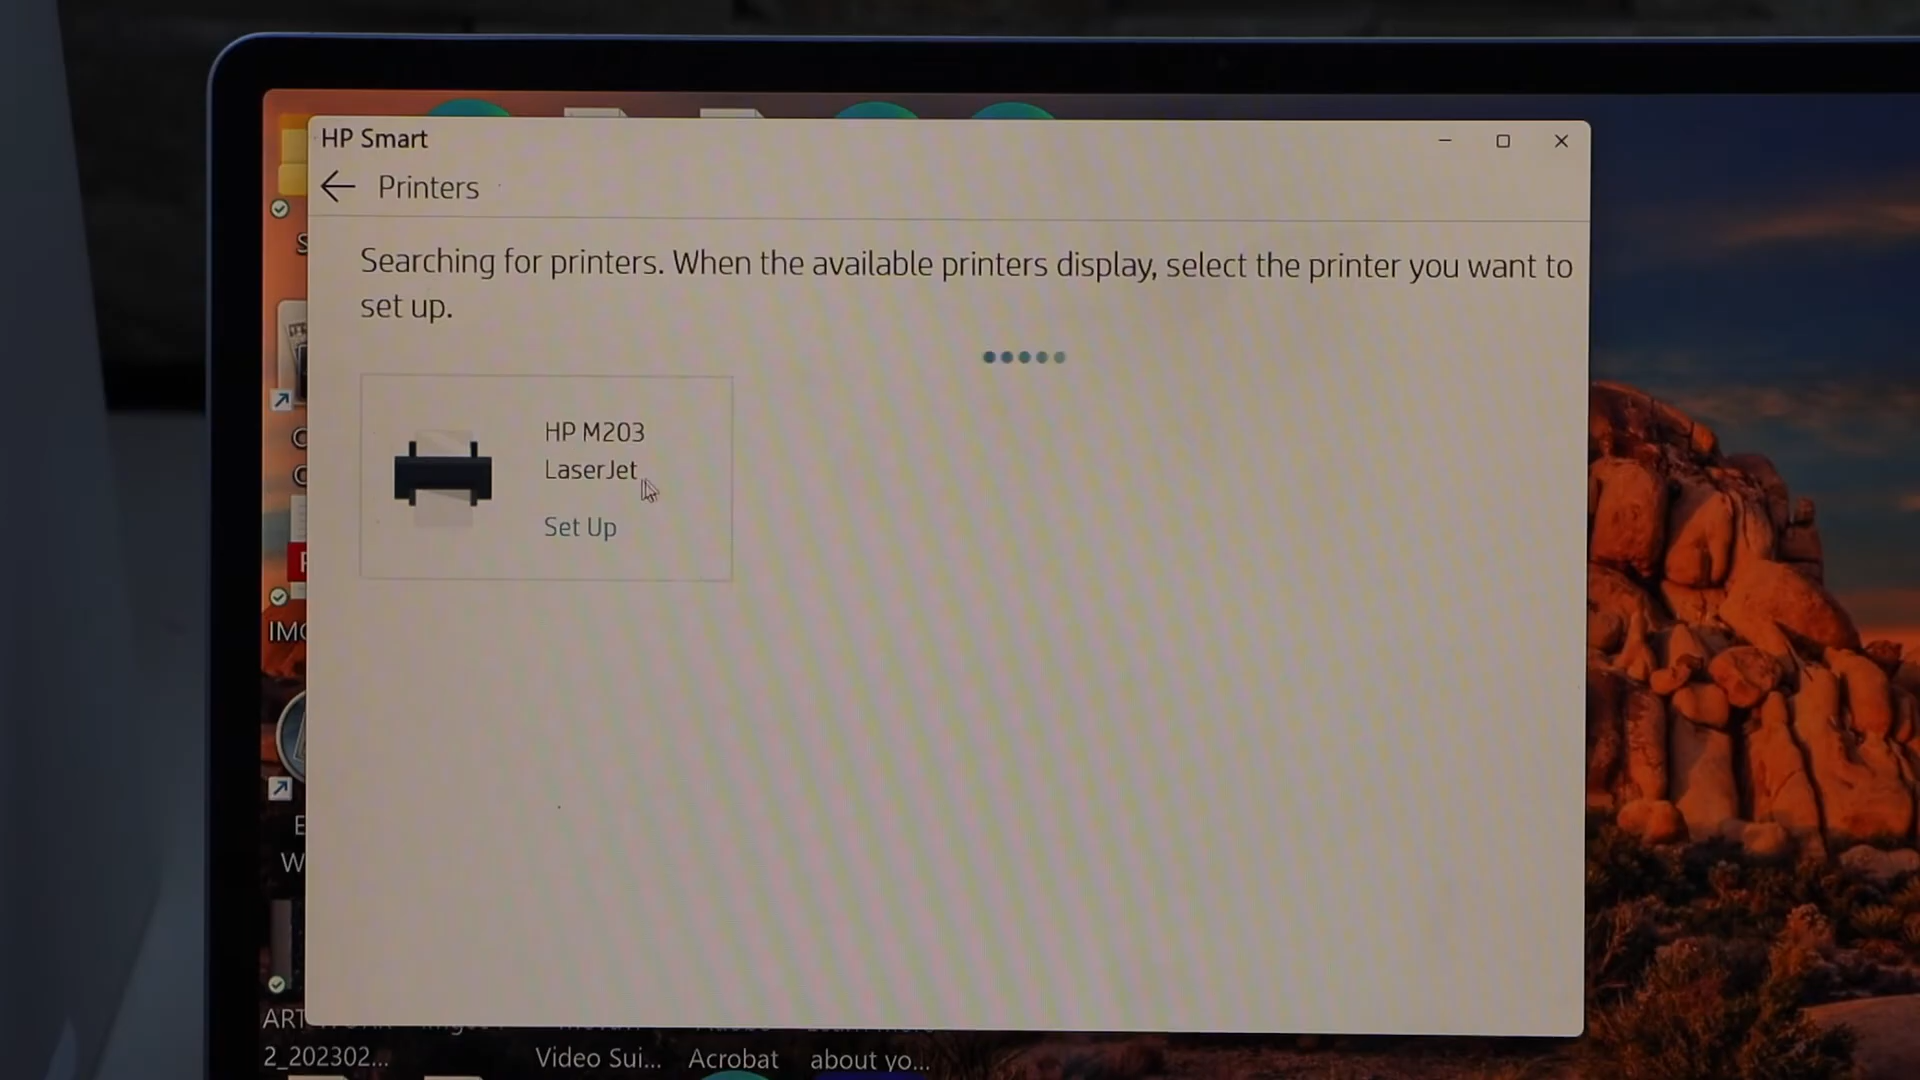 HP Smart
Printers
Searching for printers. When the available printers display, select the printer you want to
set up.
HP M203
LaserJet
Set Up
IMG
ART
2_202302...
Video Sui...
Acrobat
about yo...